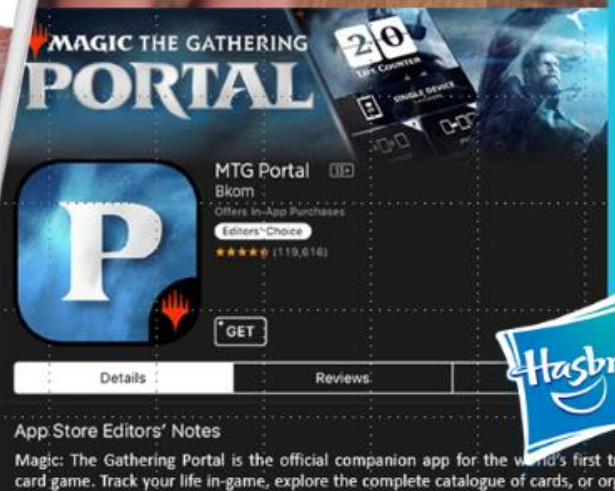 MAGIC THE GATHERING
PORTAL
20
LIFE COUNTER
SINGLE DEVICE
MTG Portal
Bkom
Offers In-App Purchases
Editors' Choice
(119,616)
P
GET
Details
Reviews
Hasbr
App Store Editors' Notes
Magic: The Gathering Portal is the official companion app for the world's first
card game. Track your life in-game, explore the complete catalogue of cards, or